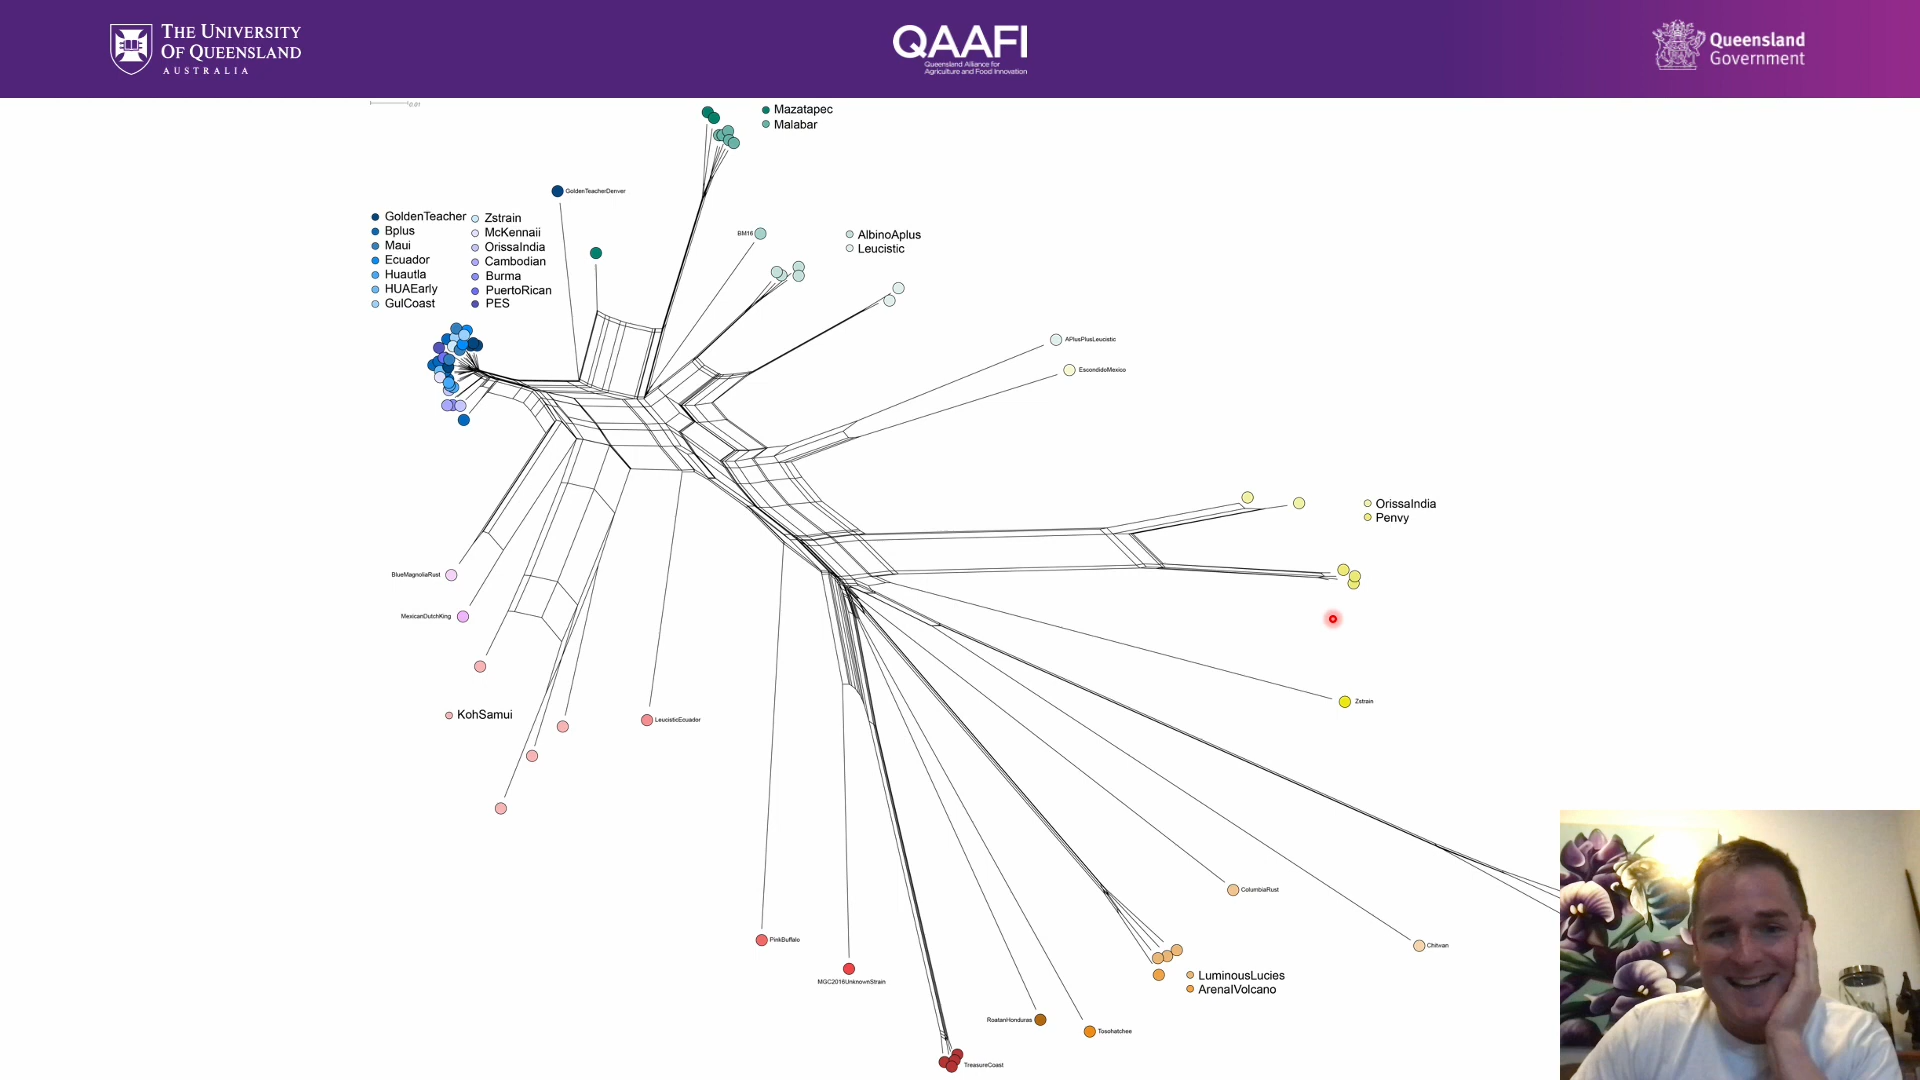 THE UNIVERSITY
OF QUEENSLAND
AUSTRALIA
QAAFI
Queensland Alliance for
Agriculture and Food Innovation
Queensland
Government
0.01
Mazatapec
Malabar
GoldenTeacherDenver
GoldenTeacher
Bplus
Maui
Ecuador
Huautla
HUAEarly
GulCoast
Zstrain
McKennaii
OrissaIndia
Cambodian
Burma
PuertoRican
PES
BM16
AlbinoAplus
Leucistic
APlusPlusLeucistic
EscondidoMexico
OrissaIndia
Penvy
BlueMagnoliaRust
MexicanDutchKing
Zstrain
KohSamui
LeucisticEcuador
ColumbiaRust
PinkBuffalo
Chitwan
MGC2016UnknownStrain
LuminousLucies
ArenalVolcano
RoatanHonduras
Tosohatchee
TreasureCoast